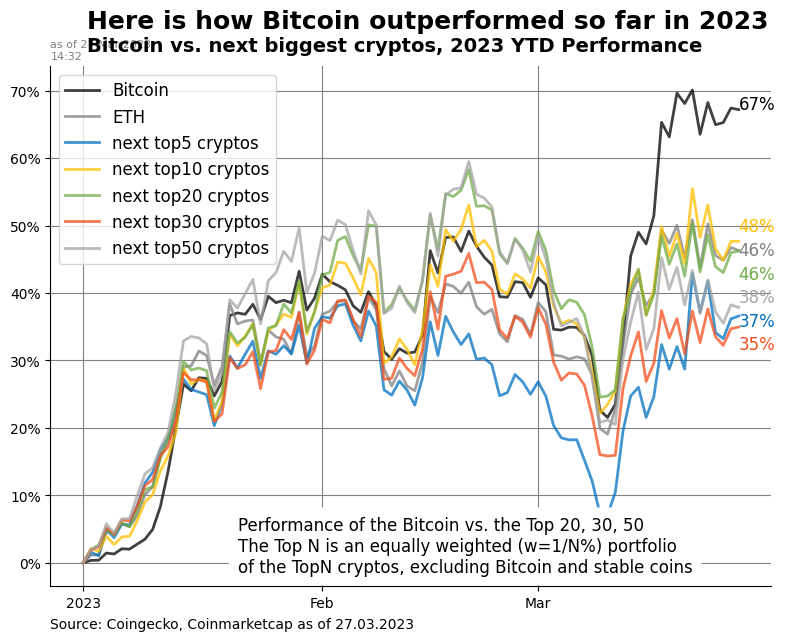 Here is how Bitcoin outperformed so far in 2023
Bitcoin vs. next biggest cryptos, 2023 YTD Performance
as of
14:32
Bitcoin
ETH
next top5 cryptos
next top10 cryptos
next top20 cryptos
next top30 cryptos
next top50 cryptos
70%
60%
50%
40%
30%
20%
10%
0%
67%
48%
46%
46%
38%
37%
32%
Performance of the Bitcoin vs. the Top 20, 30, 50
The Top N is an equally weighted (w=1/N%) portfolio
of the TopN cryptos, excluding Bitcoin and stable coins
2023
Feb
Mar
Source: Coingecko, Coinmarketcap as of 27.03.2023